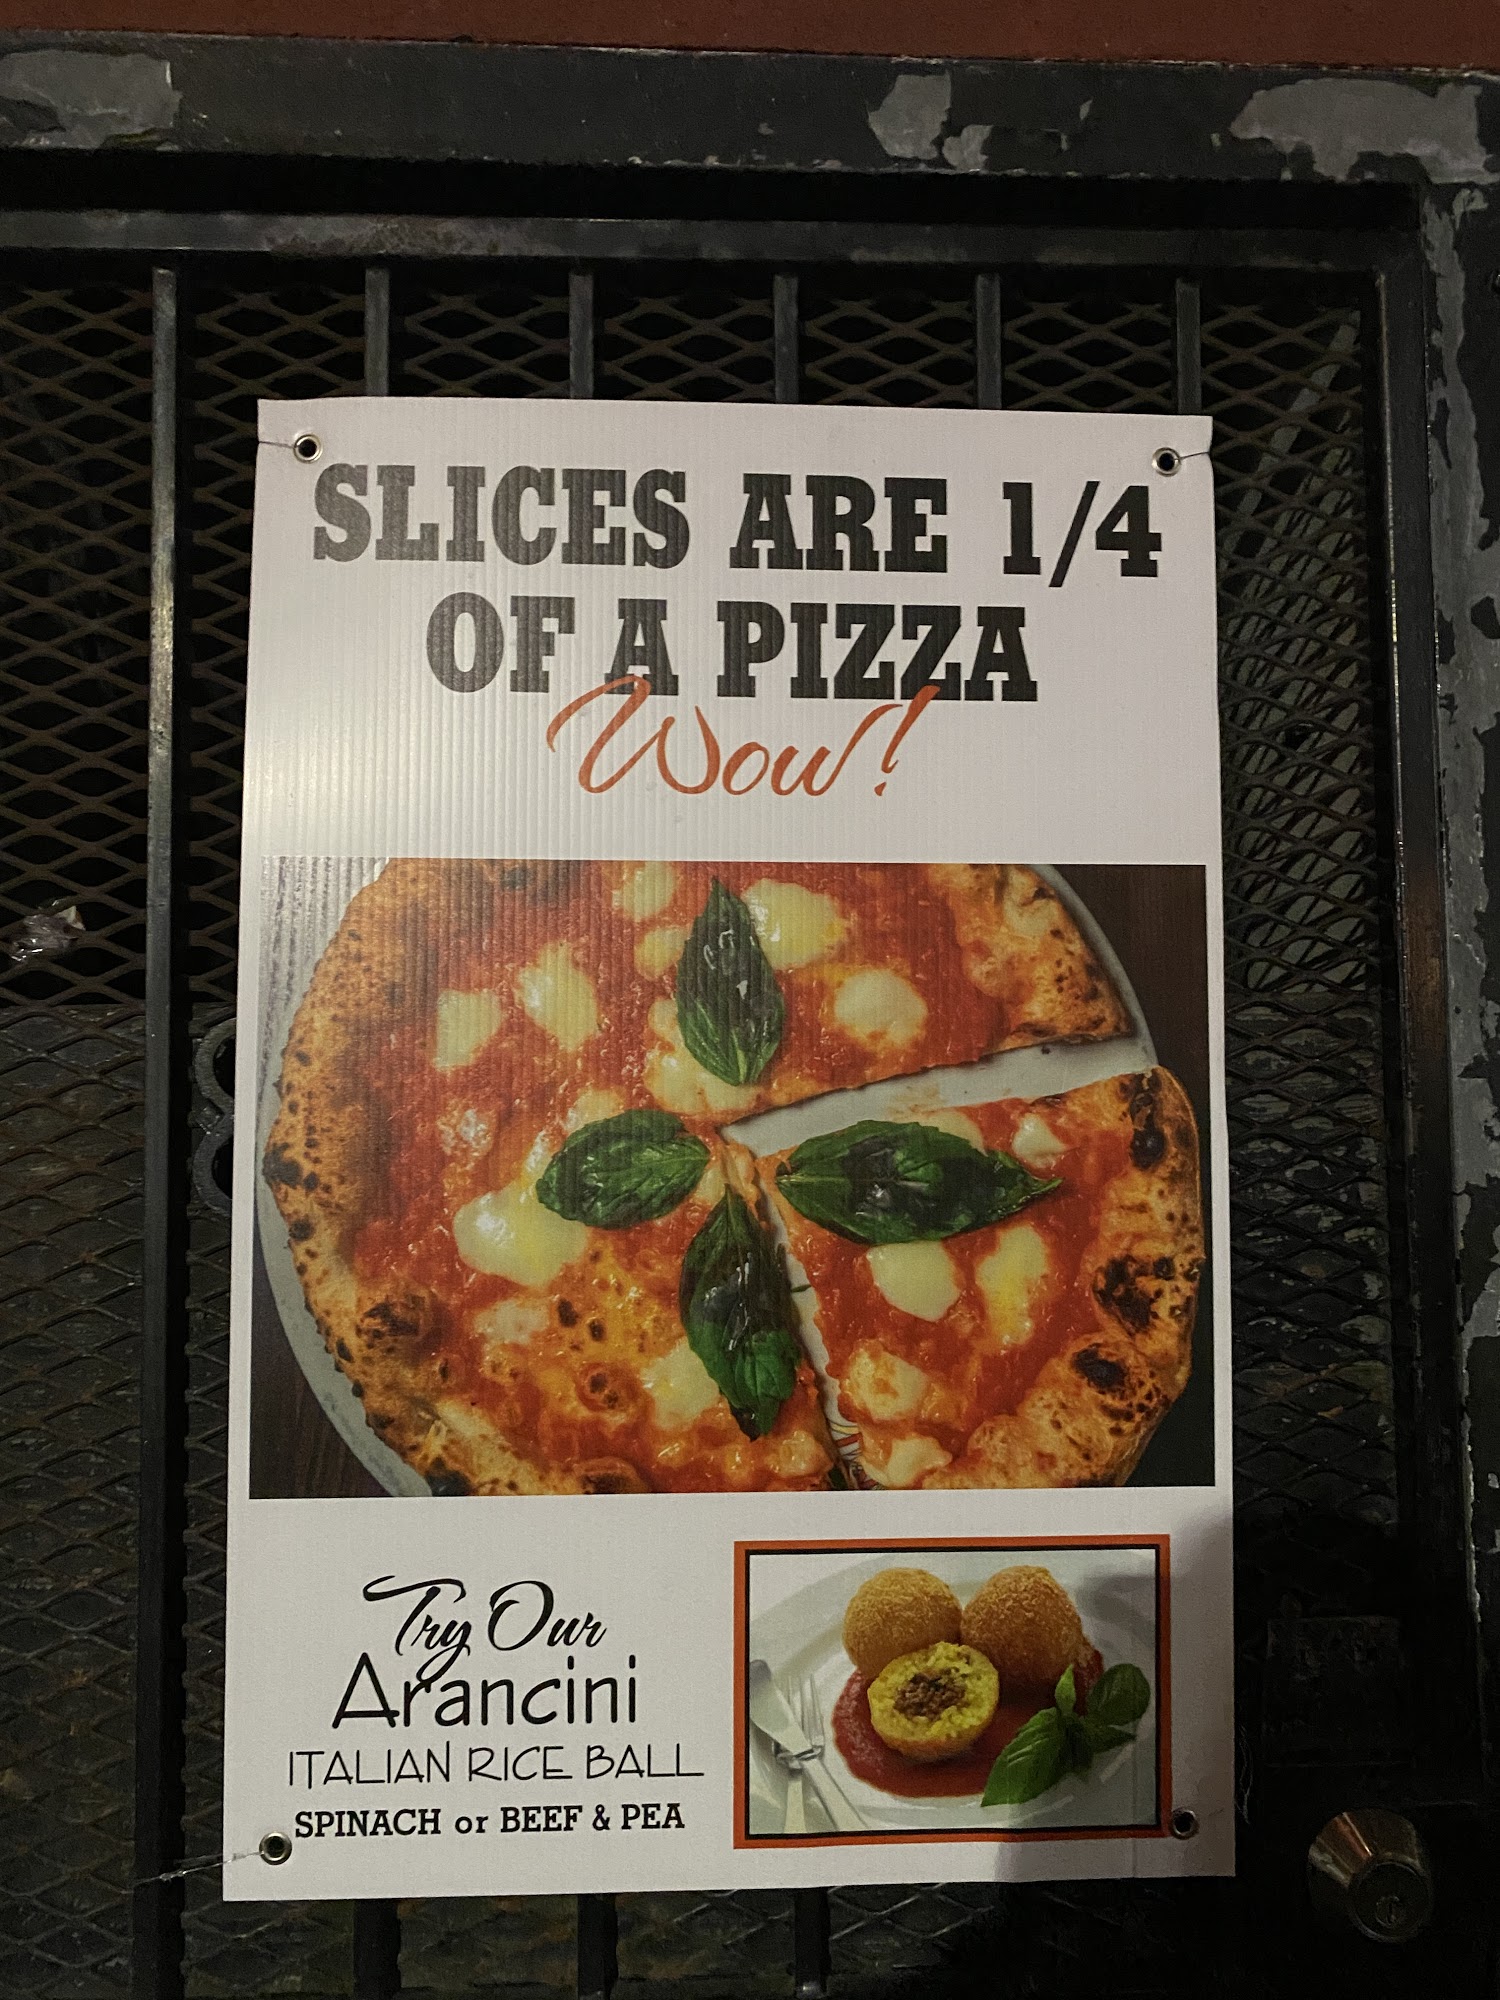 SLICES ARE 1/4
OF A PIZZA
Wow!
Try Our
Arancini
ITALIAN RICE BALL
SPINACH or BEEF & PEA